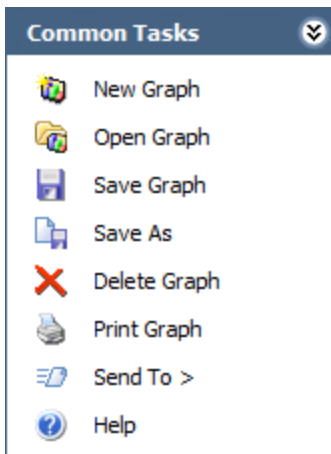 Common Tasks
New Graph
Open Graph
Save Graph
Save As
Delete Graph
Print Graph
Send To >
Help